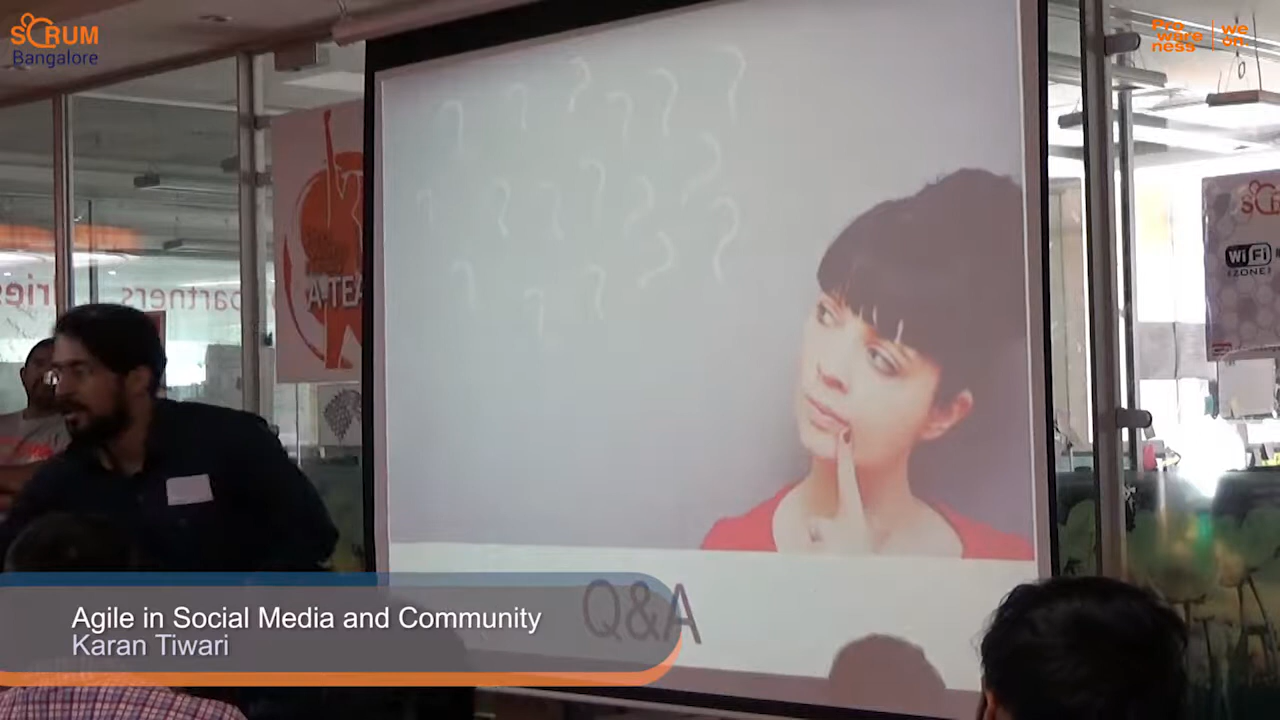 SCRUM
Bangalore
Pro
ware
ness
we
on.
partners
A-TEA
WiFi
ZONE
Q&A
Agile in Social Media and Community
Karan Tiwari